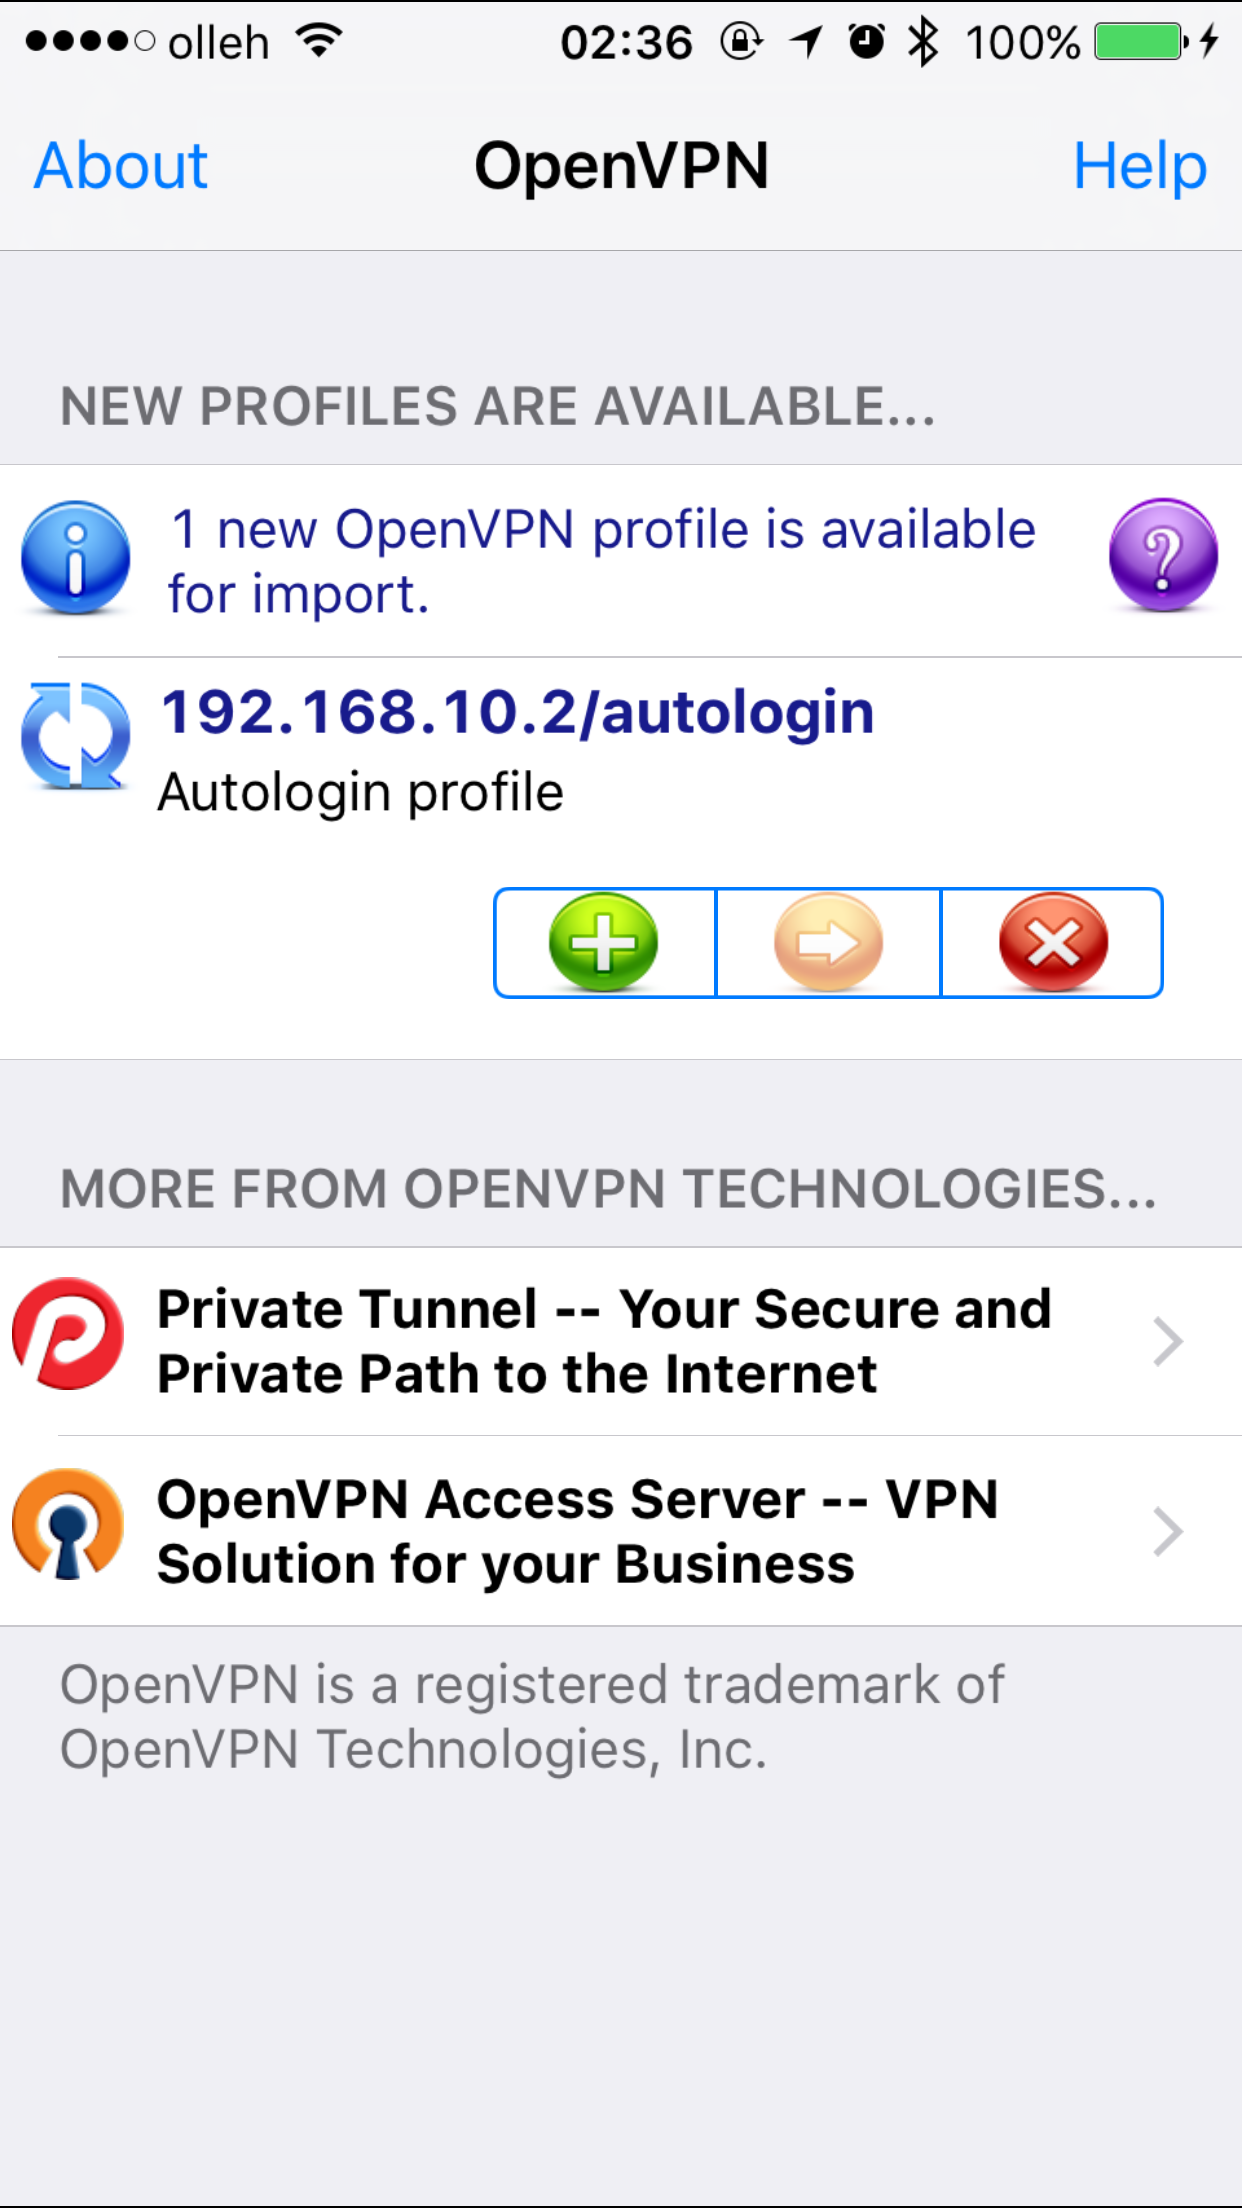 olleh 02:36 100%
About OpenVPN Help
NEW PROFILES ARE AVAILABLE...
1 new OpenVPN profile is available
for import.
192.168.10.2/autologin
Autologin profile
MORE FROM OPENVPN TECHNOLOGIES...
Private Tunnel -- Your Secure and
Private Path to the Internet
OpenVPN Access Server -- VPN
Solution for your Business
OpenVPN is a registered trademark of
OpenVPN Technologies, Inc.